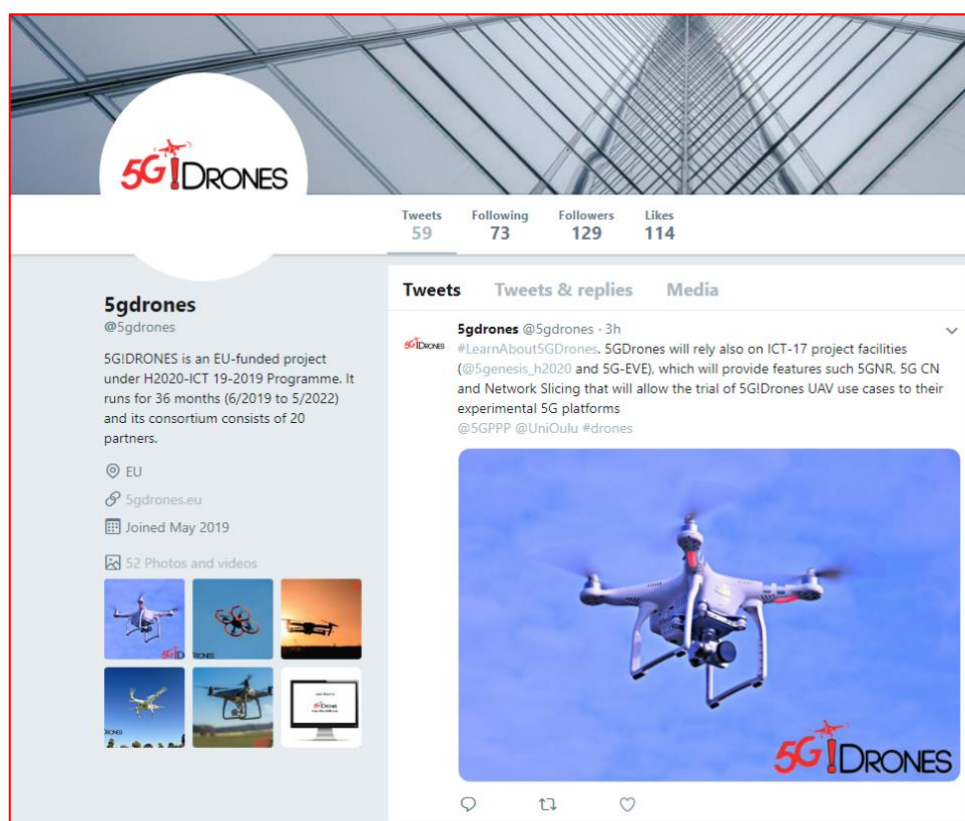 5G!DRONES
Tweets
59
Following
73
Followers
129
Likes
114
5gdrones
@5gdrones
5G!DRONES is an EU-funded project
under H2020-ICT 19-2019 Programme. It
runs for 36 months (6/2019 to 5/2022)
and its consortium consists of 20
partners.
EU
5gdrones.eu
Joined May 2019
52 Photos and videos
5G!D
RONES
DRONES
Tweets Tweets & replies Media
5G!DRONES
5gdrones @5gdrones · 3h
#LearnAbout5GDrones. 5GDrones will rely also on ICT-17 project facilities
(@5genesis_h2020 and 5G-EVE), which will provide features such 5GNR, 5G CN
and Network Slicing that will allow the trial of 5G!Drones UAV use cases to their
experimental 5G platforms
@5GPPP @UniOulu #drones
5G!DRONES